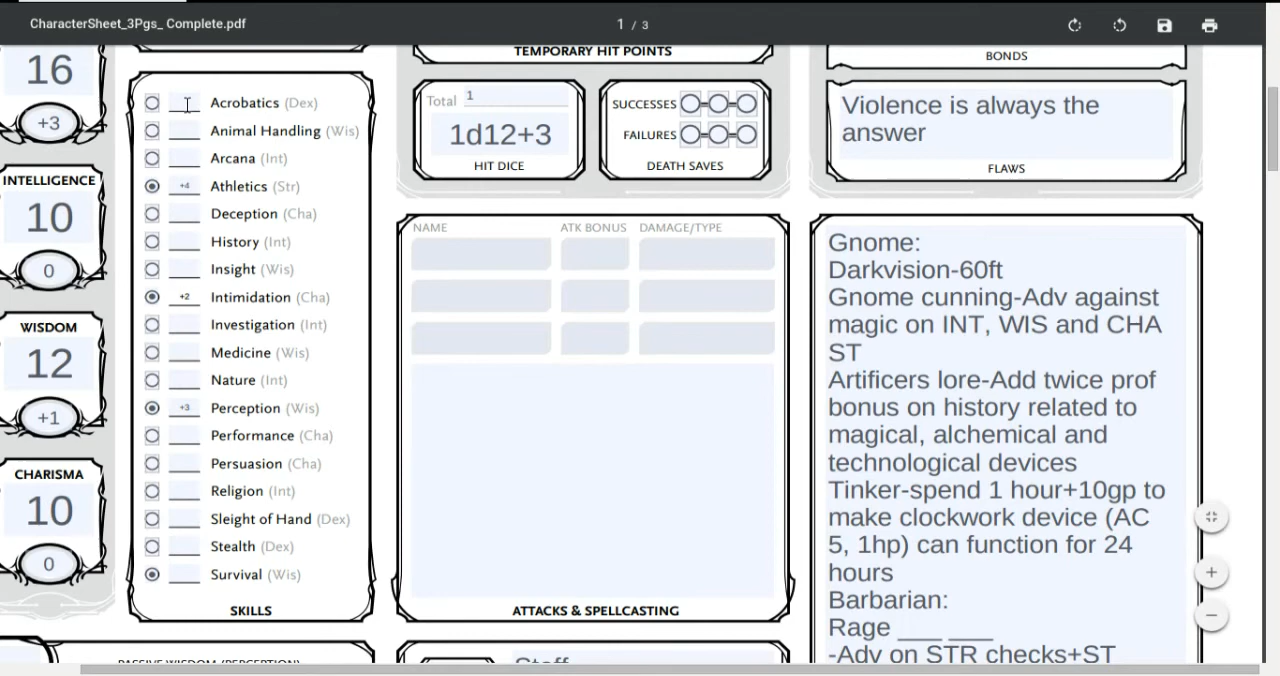 CharacterSheet_3Pgs_ Complete.pdf
1 / 3
16
+3
INTELLIGENCE
10
0
WISDOM
12
+1
CHARISMA
10
0
Acrobatics (Dex)
Animal Handling (Wis)
Arcana (Int)
+4 Athletics (Str)
Deception (Cha)
History (Int)
Insight (Wis)
+2 Intimidation (Cha)
Investigation (Int)
Medicine (Wis)
Nature (Int)
+3 Perception (Wis)
Performance (Cha)
Persuasion (Cha)
Religion (Int)
Sleight of Hand (Dex)
Stealth (Dex)
Survival (Wis)
SKILLS
PASSIVE WISDOM (PERCEPTION)
TEMPORARY HIT POINTS
Total 1
1d12+3
HIT DICE
SUCCESSES
FAILURES
DEATH SAVES
NAME ATK BONUS DAMAGE/TYPE
ATTACKS & SPELLCASTING
Staff
BONDS
Violence is always the
answer
FLAWS
Gnome:
Darkvision-60ft
Gnome cunning-Adv against
magic on INT, WIS and CHA
ST
Artificers lore-Add twice prof
bonus on history related to
magical, alchemical and
technological devices
Tinker-spend 1 hour+10gp to
make clockwork device (AC
5, 1hp) can function for 24
hours
Barbarian:
Rage ___ ___
-Adv on STR checks+ST